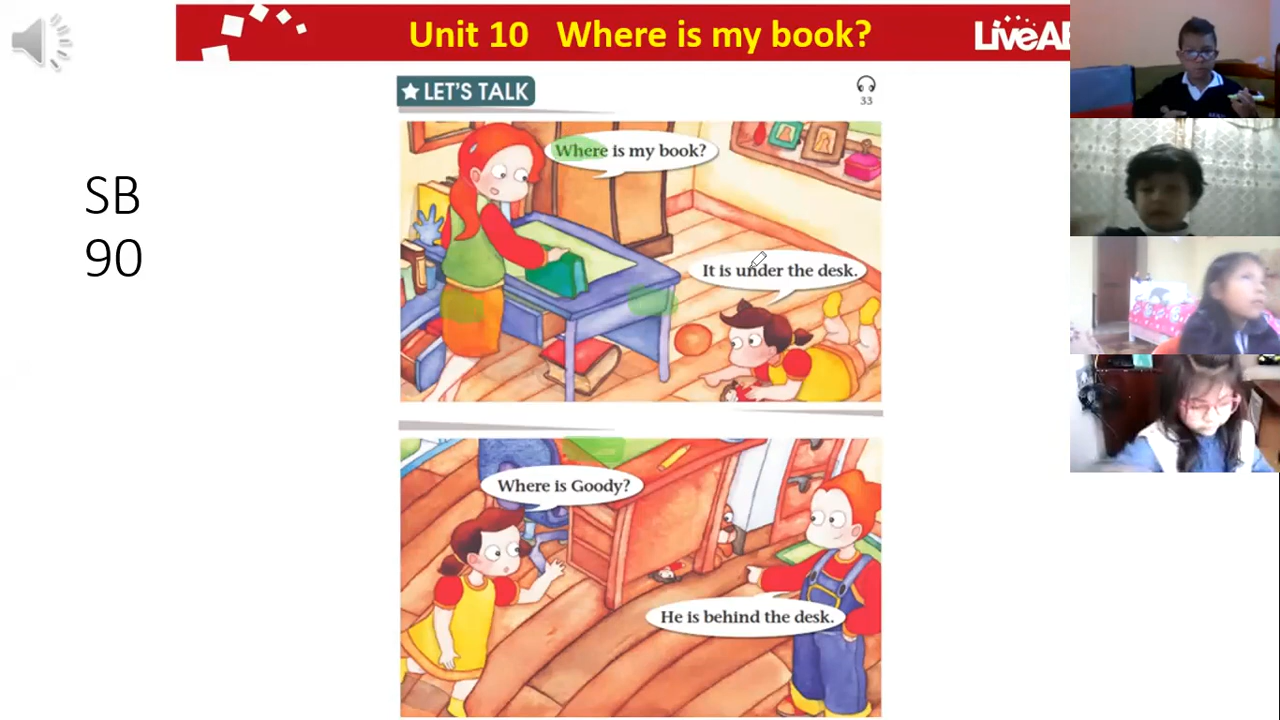 Unit 10 Where is my book?
LiveAB
★ LET'S TALK
33
SB
90
Where is my book?
It is under the desk.
Where is Goody?
He is behind the desk.